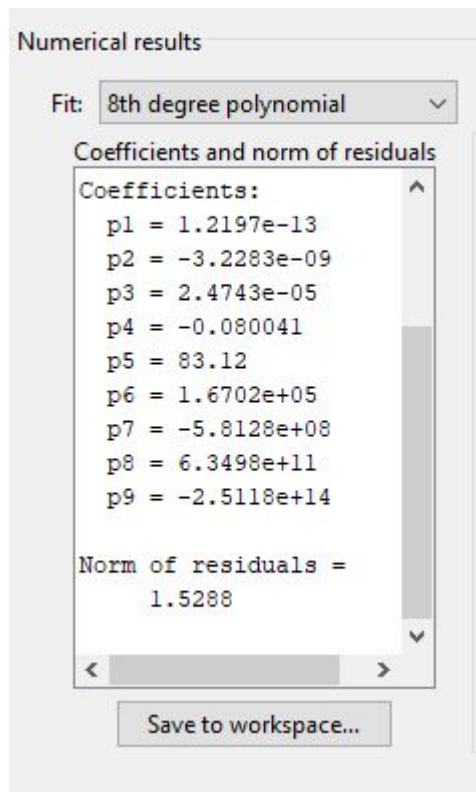 Numerical results
Fit: 8th degree polynomial
Coefficients and norm of residuals
Coefficients:
p1 = 1.2197e-13
p2 = -3.2283e-09
p3 = 2.4743e-05
p4 = -0.080041
p5 = 83.12
p6 = 1.6702e+05
p7 = -5.8128e+08
p8 = 6.3498e+11
p9 = -2.5118e+14
Norm of residuals =
1.5288
Save to workspace...